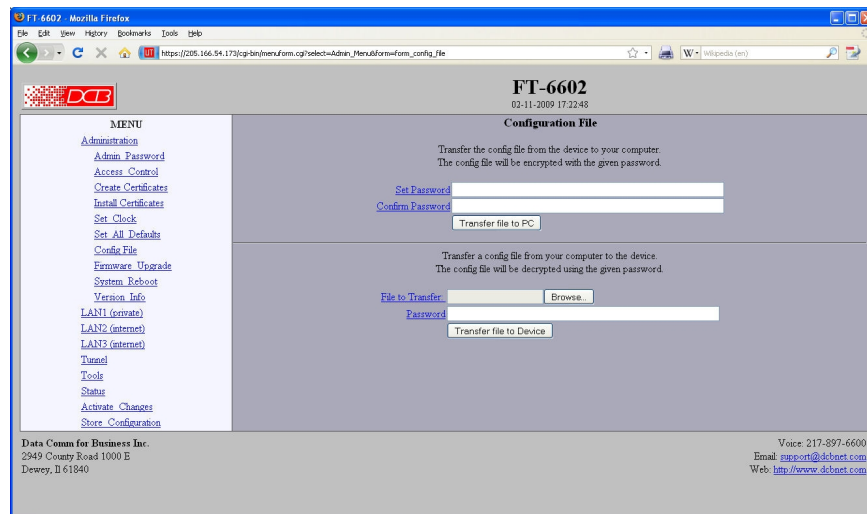 FT-6602 - Mozilla Firefox
File Edit View History Bookmarks Tools Help
https://205.166.54.173/cgi-bin/menuform.cgi?select=Admin_Menu&form=form_config_file
Wikipedia (en)
DCB
FT-6602
02-11-2009 17:22:48
MENU
Administration
Admin Password
Access Control
Create Certificates
Install Certificates
Set Clock
Set All Defaults
Config File
Firmware Upgrade
System Reboot
Version Info
LAN1 (private)
LAN2 (internet)
LAN3 (internet)
Tunnel
Tools
Status
Activate Changes
Store Configuration
Configuration File
Transfer the config file from the device to your computer.
The config file will be encrypted with the given password.
Set Password
Confirm Password
Transfer file to PC
Transfer a config file from your computer to the device.
The config file will be decrypted using the given password.
File to Transfer
Browse...
Password
Transfer file to Device
Data Comm for Business Inc.
2949 County Road 1000 E
Dewey, Il 61840
Voice: 217-897-6600
Email: support@dcbnet.com
Web: http://www.dcbnet.com